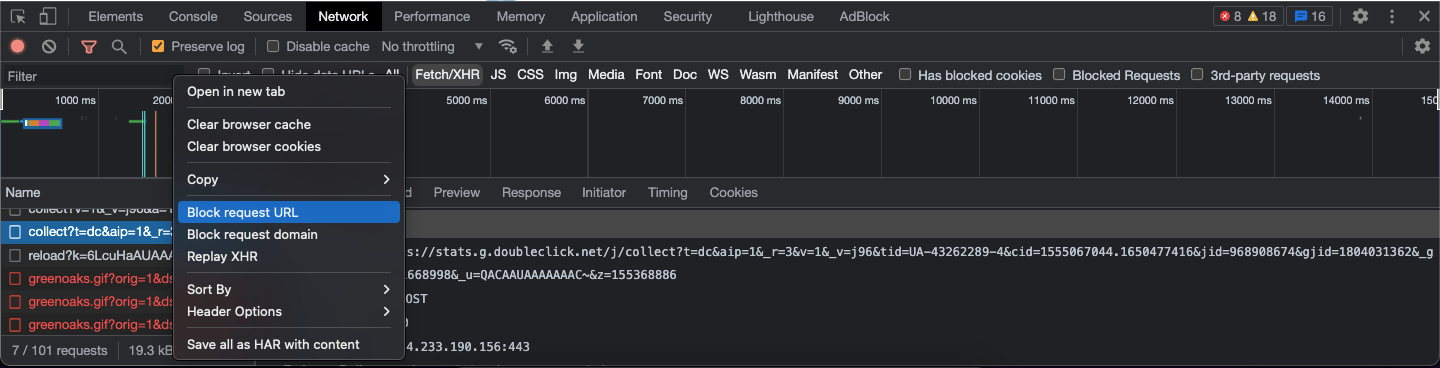 Elements Console Sources Network Performance Memory Application Security Lighthouse AdBlock 8 18 16
Preserve log Disable cache No throttling
Filter Invert Hide data URLs All Fetch/XHR JS CSS Img Media Font Doc WS Wasm Manifest Other Has blocked cookies Blocked Requests 3rd-party requests
1000 ms 200 5000 ms 6000 ms 7000 ms 8000 ms 9000 ms 10000 ms 11000 ms 12000 ms 13000 ms 14000 ms 150
Open in new tab
Clear browser cache
Clear browser cookies
Copy
Block request URL
Block request domain
Replay XHR
Sort By
Header Options
Save all as HAR with content
Name
collect?v=1&_v=j96&a=
collect?t=dc&aip=1&_r=3
reload?k=6LcuHaUAAA
greenoaks.gif?orig=1&ds
greenoaks.gif?orig=1&ds
greenoaks.gif?orig=1&ds
7 / 101 requests 19.3 kB
d Preview Response Initiator Timing Cookies
s://stats.g.doubleclick.net/j/collect?t=dc&aip=1&_r=3&v=1&_v=j96&tid=UA-43262289-4&cid=1555067044.1650477416&jid=968908674&gjid=1804031362&_g
668998&_u=QACAAUAAAAAAAC~&z=155368886
OST
0
4.233.190.156:443